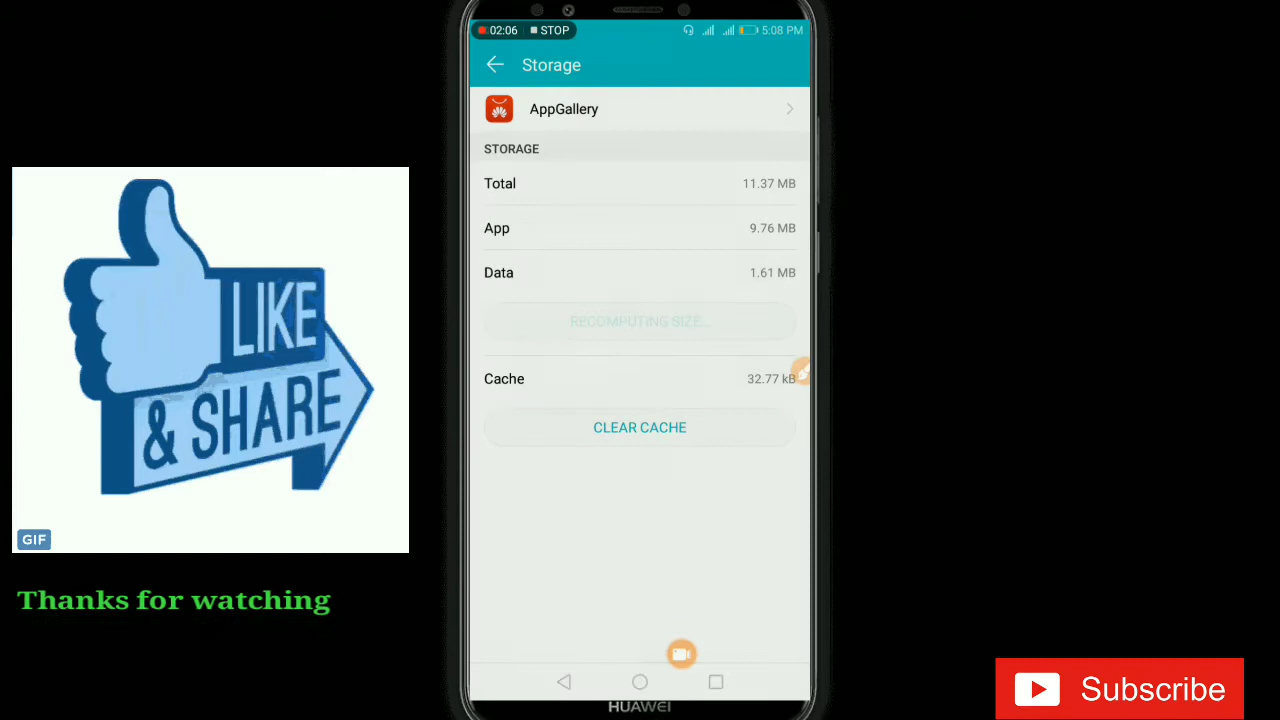 02:06 STOP 5:08 PM
Storage
AppGallery
STORAGE
Total 11.37 MB
App 9.76 MB
Data 1.61 MB
RECOMPUTING SIZE...
Cache 32.77 kB
CLEAR CACHE
HUAWEI
LIKE
& SHARE
GIF
Thanks for watching
Subscribe